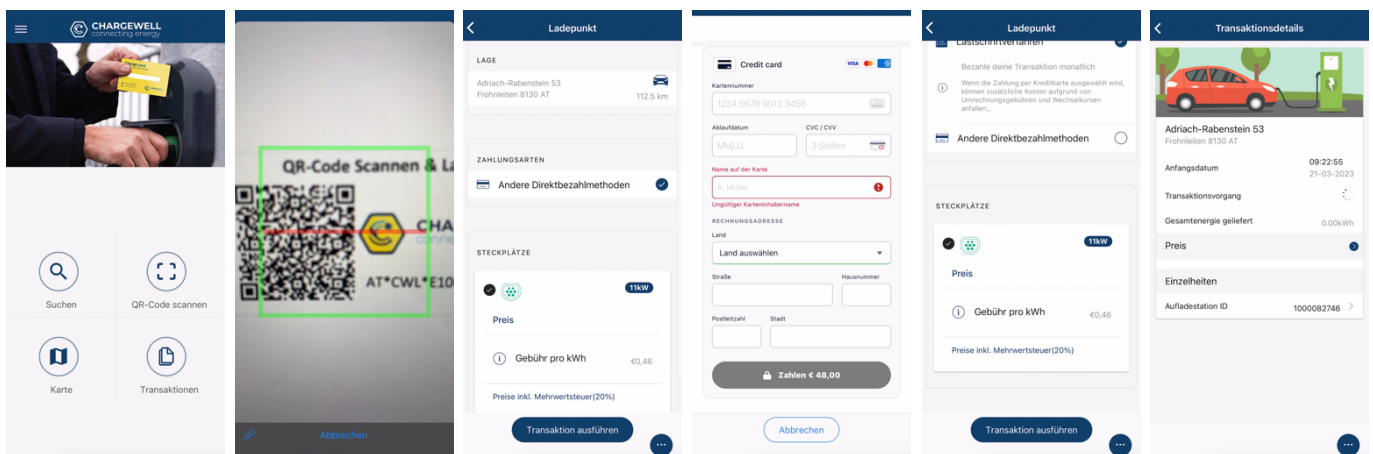 CHARGEWELL
connecting energy
Suchen
QR-Code scannen
Karte
Transaktionen
QR-Code Scannen & La
CHA
conne
AT*CWL*E10
Abbrechen
Ladepunkt
LAGE
Adriach-Rabenstein 53
Frohnleiten 8130 AT
112.5 km
ZAHLUNGSARTEN
Andere Direktbezahlmethoden
STECKPLÄTZE
11kW
Preis
Gebühr pro kWh
€0,46
Preise inkl. Mehrwertsteuer(20%)
Transaktion ausführen
Credit card
VISA
Kartennummer
1234 5678 9012 3456
Ablaufdatum
CVC / CVV
MM/JJ
3 Stellen
Name auf der Karte
A. Müller
Ungültiger Karteninhabername
RECHNUNGSADRESSE
Land
Land auswählen
Straße
Hausnummer
Postleitzahl
Stadt
Zahlen € 48,00
Abbrechen
Ladepunkt
Lastschriftverfahren
Bezahle deine Transaktion monatlich
Wenn die Zahlung per Kreditkarte ausgewählt wird,
können zusätzliche Kosten aufgrund von
Umrechnungsgebühren und Wechselkursen
anfallen.,
Andere Direktbezahlmethoden
STECKPLÄTZE
11kW
Preis
Gebühr pro kWh
€0,46
Preise inkl. Mehrwertsteuer(20%)
Transaktion ausführen
Transaktionsdetails
Adriach-Rabenstein 53
Frohnleiten 8130 AT
Anfangsdatum
09:22:55
21-03-2023
Transaktionsvorgang
Gesamtenergie geliefert
0.00kWh
Preis
Einzelheiten
Aufladestation ID
1000082746